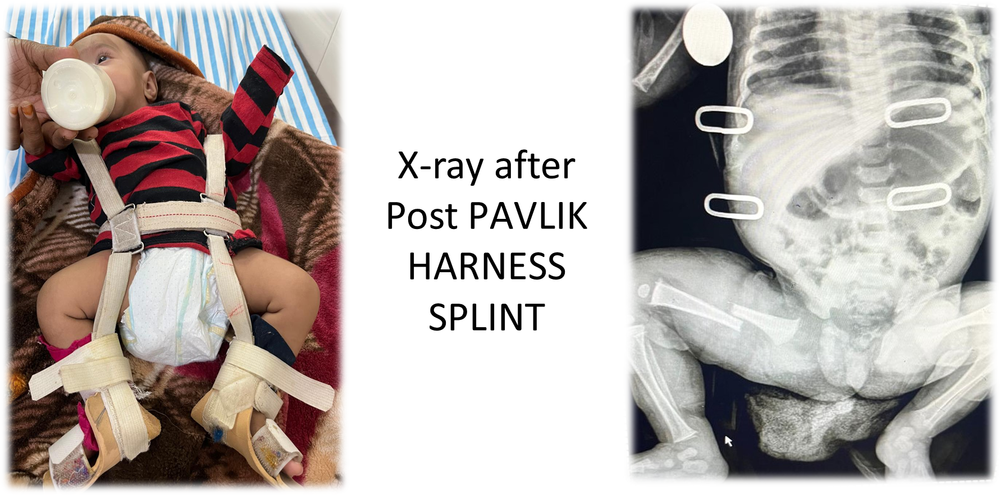 X-ray after
Post PAVLIK
HARNESS
SPLINT